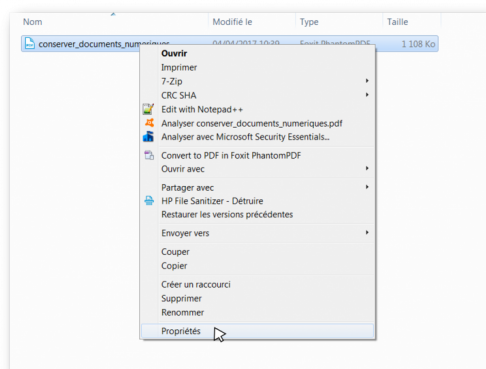 Nom Modifié le Type Taille
conserver_documents_numeriques 04/04/2017 10:39 Foxit PhantomPDF 1 108 Ko
Ouvrir
Imprimer
7-Zip
CRC SHA
Edit with Notepad++
Analyser conserver_documents_numeriques.pdf
Analyser avec Microsoft Security Essentials...
Convert to PDF in Foxit PhantomPDF
Ouvrir avec
Partager avec
HP File Sanitizer - Détruire
Restaurer les versions précédentes
Envoyer vers
Couper
Copier
Créer un raccourci
Supprimer
Renommer
Propriétés